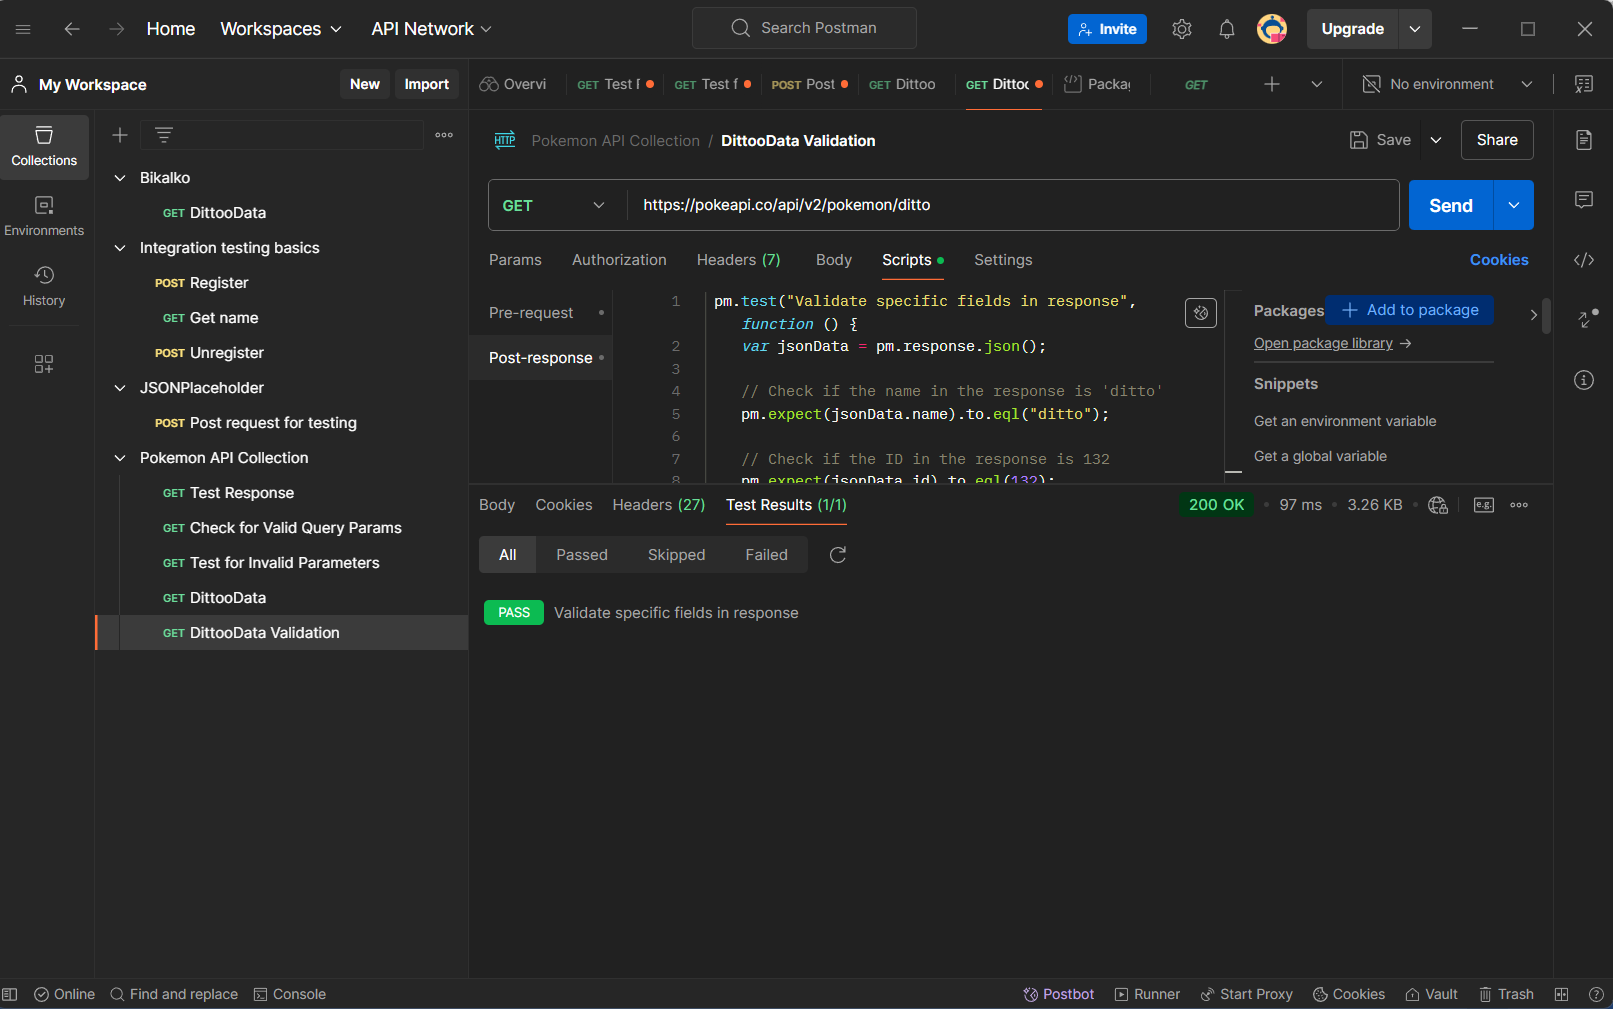 Home Workspaces API Network Search Postman Invite Upgrade
My Workspace New Import Overvi GET Test GET Test f POST Post GET Dittoo GET Dittoo Packag GET No environment
Collections
Environments
History
Bikalko
GET DittooData
Integration testing basics
POST Register
GET Get name
POST Unregister
JSONPlaceholder
POST Post request for testing
Pokemon API Collection
GET Test Response
GET Check for Valid Query Params
GET Test for Invalid Parameters
GET DittooData
GET DittooData Validation
HTTP Pokemon API Collection / DittooData Validation Save Share
GET https://pokeapi.co/api/v2/pokemon/ditto Send
Params Authorization Headers (7) Body Scripts Settings Cookies
Pre-request
Post-response
1 pm.test("Validate specific fields in response",
function () {
2 var jsonData = pm.response.json();
3
4 // Check if the name in the response is 'ditto'
5 pm.expect(jsonData.name).to.eql("ditto");
6
7 // Check if the ID in the response is 132
8 pm.expect(jsonData.id).to.eql(132);
Packages + Add to package
Open package library →
Snippets
Get an environment variable
Get a global variable
Body Cookies Headers (27) Test Results (1/1) 200 OK • 97 ms • 3.26 KB • e.g.
All Passed Skipped Failed
PASS Validate specific fields in response
Online Find and replace Console Postbot Runner Start Proxy Cookies Vault Trash